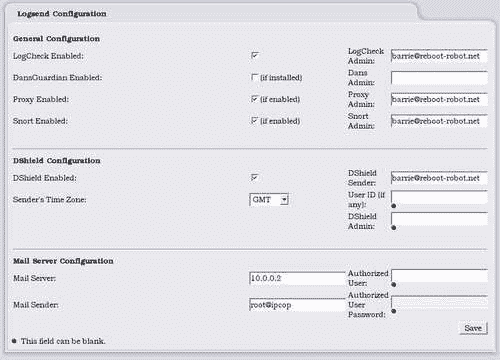 Logsend Configuration
General Configuration
LogCheck Enabled:
LogCheck Admin:
barrie@reboot-robot.net
DansGuardian Enabled:
(if installed)
Dans Admin:
Proxy Enabled:
(if enabled)
Proxy Admin:
barrie@reboot-robot.net
Snort Enabled:
(if enabled)
Snort Admin:
barrie@reboot-robot.net
DShield Configuration
DShield Enabled:
DShield Sender:
barrie@reboot-robot.net
Sender's Time Zone:
GMT
User ID (if any):
DShield Admin:
Mail Server Configuration
Mail Server:
10.0.0.2
Authorized User:
Mail Sender:
root@ipcop
Authorized User Password:
Save
This field can be blank.